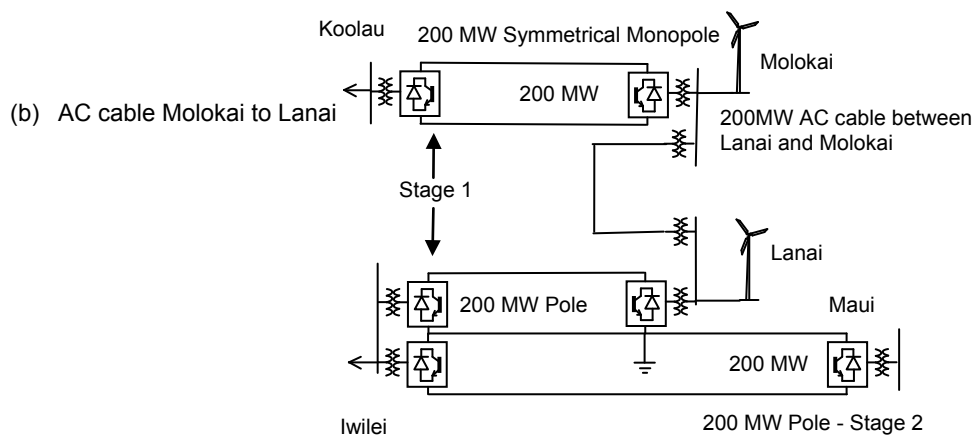 Koolau
200 MW Symmetrical Monopole
Molokai
200 MW
(b) AC cable Molokai to Lanai
200MW AC cable between
Lanai and Molokai
Stage 1
Lanai
200 MW Pole
Maui
200 MW
Iwilei
200 MW Pole - Stage 2